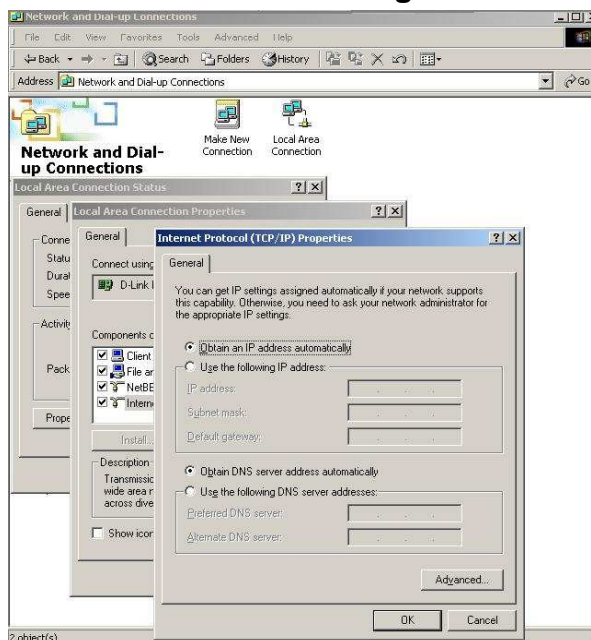 Network and Dial-up Connections
File Edit View Favorites Tools Advanced Help
Back Search Folders History
Address Network and Dial-up Connections Go
Network and Dial-
up Connections
Make New
Connection
Local Area
Connection
Local Area Connection Status
General
Conne
Statu
Durat
Spee
Activit
Pack
Prope
Local Area Connection Properties
General
Connect using
D-Link
Components c
Client
File ar
NetBE
Intern
Install...
Description
Transmissic
wide area r
across dive
Show icor
Internet Protocol (TCP/IP) Properties
General
You can get IP settings assigned automatically if your network supports
this capability. Otherwise, you need to ask your network administrator for
the appropriate IP settings.
Obtain an IP address automatically
Use the following IP address:
IP address:
Subnet mask:
Default gateway:
Obtain DNS server address automatically
Use the following DNS server addresses:
Preferred DNS server:
Alternate DNS server:
Advanced...
OK Cancel
2 object(s)